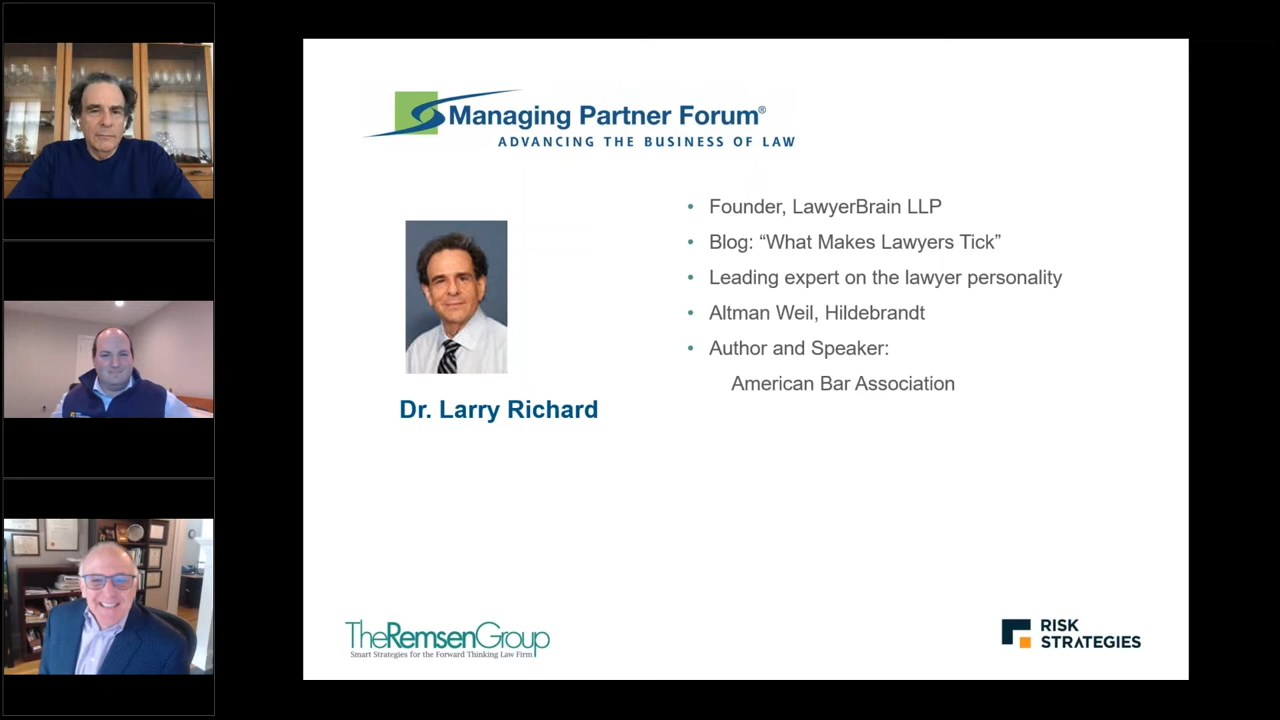 Managing Partner Forum®
ADVANCING THE BUSINESS OF LAW
• Founder, LawyerBrain LLP
• Blog: “What Makes Lawyers Tick”
• Leading expert on the lawyer personality
• Altman Weil, Hildebrandt
• Author and Speaker:
American Bar Association
Dr. Larry Richard
TheRemsenGroup
Smart Strategies for the Forward Thinking Law Firm
RISK
STRATEGIES